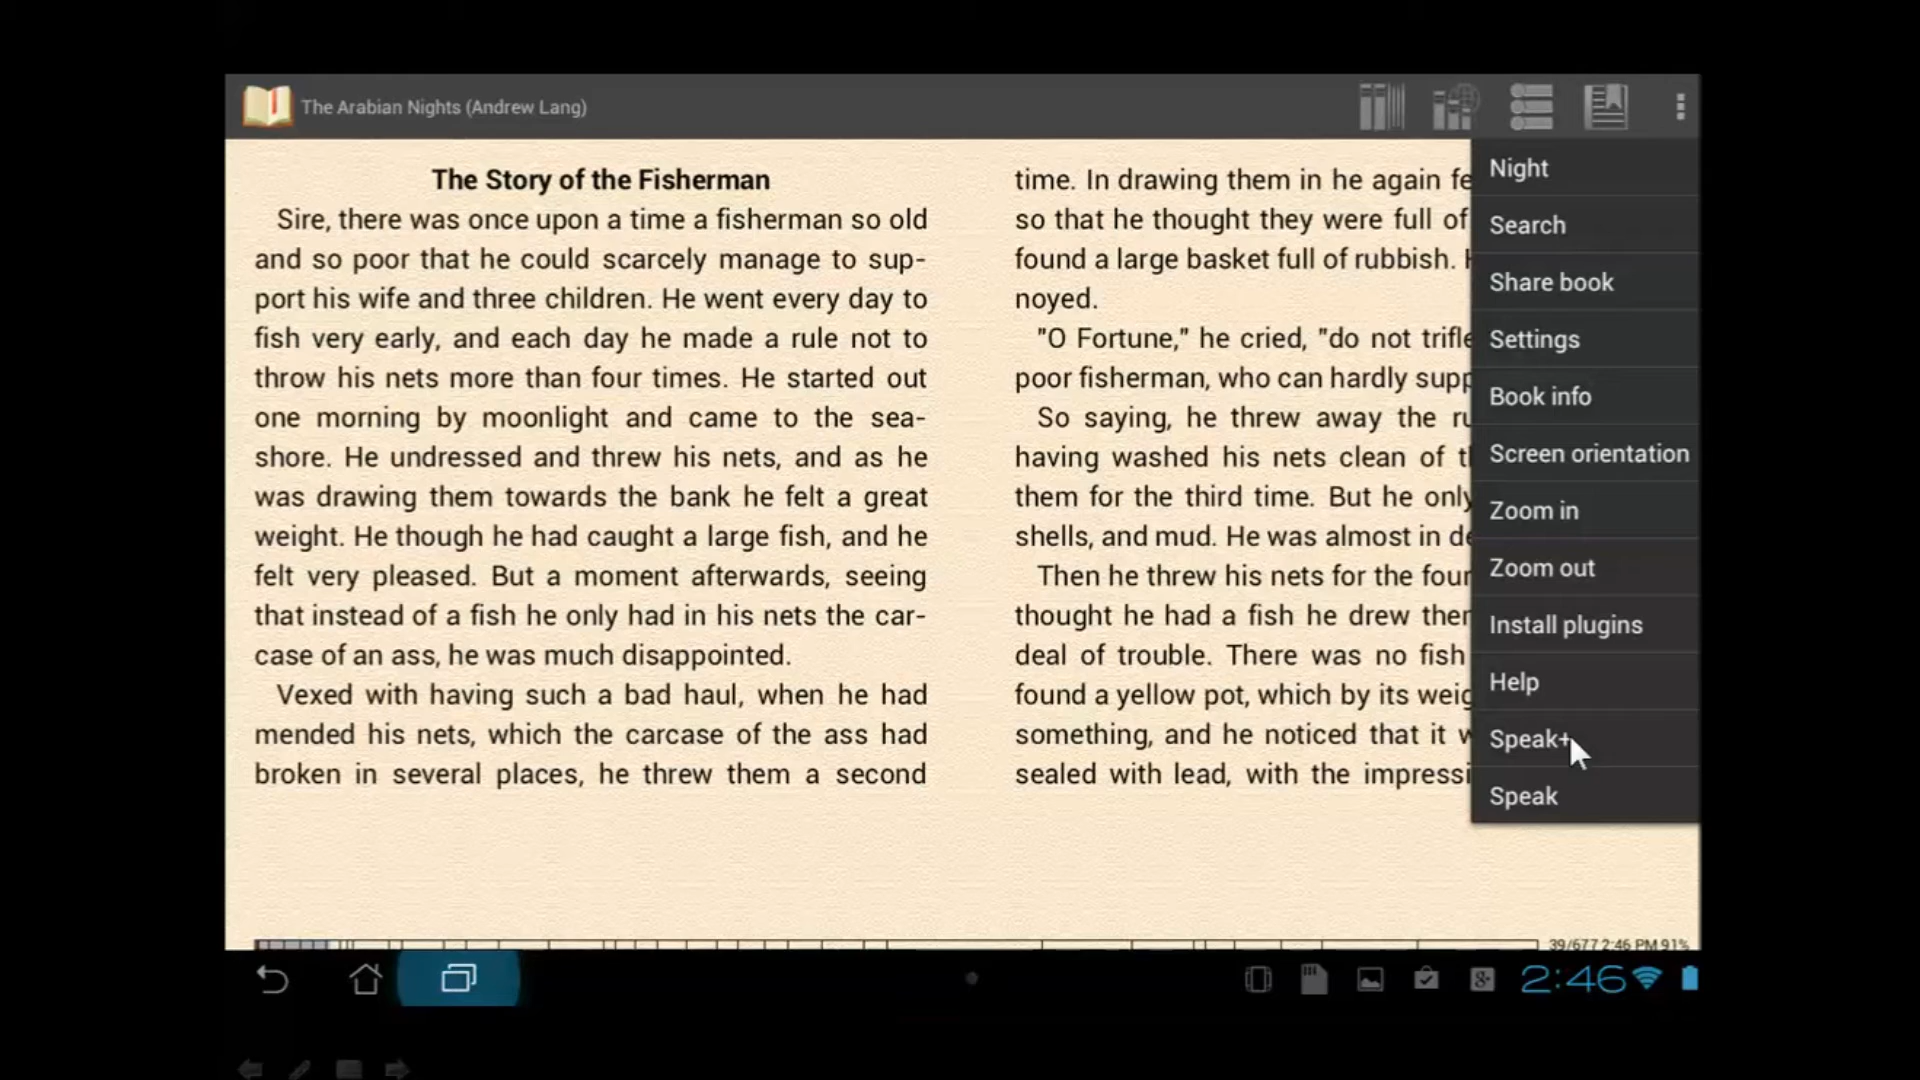 The Arabian Nights (Andrew Lang)
The Story of the Fisherman
Sire, there was once upon a time a fisherman so old
and so poor that he could scarcely manage to sup-
port his wife and three children. He went every day to
fish very early, and each day he made a rule not to
throw his nets more than four times. He started out
one morning by moonlight and came to the sea-
shore. He undressed and threw his nets, and as he
was drawing them towards the bank he felt a great
weight. He though he had caught a large fish, and he
felt very pleased. But a moment afterwards, seeing
that instead of a fish he only had in his nets the car-
case of an ass, he was much disappointed.
Vexed with having such a bad haul, when he had
mended his nets, which the carcase of the ass had
broken in several places, he threw them a second
time. In drawing them in he again fe
so that he thought they were full of
found a large basket full of rubbish.
noyed.
"O Fortune," he cried, "do not trifle
poor fisherman, who can hardly supp
So saying, he threw away the ru
having washed his nets clean of t
them for the third time. But he only
shells, and mud. He was almost in de
Then he threw his nets for the four
thought he had a fish he drew ther
deal of trouble. There was no fish
found a yellow pot, which by its weig
something, and he noticed that it w
sealed with lead, with the impressi
Night
Search
Share book
Settings
Book info
Screen orientation
Zoom in
Zoom out
Install plugins
Help
Speak+
Speak
39/677 2:46 PM 91%
2:46